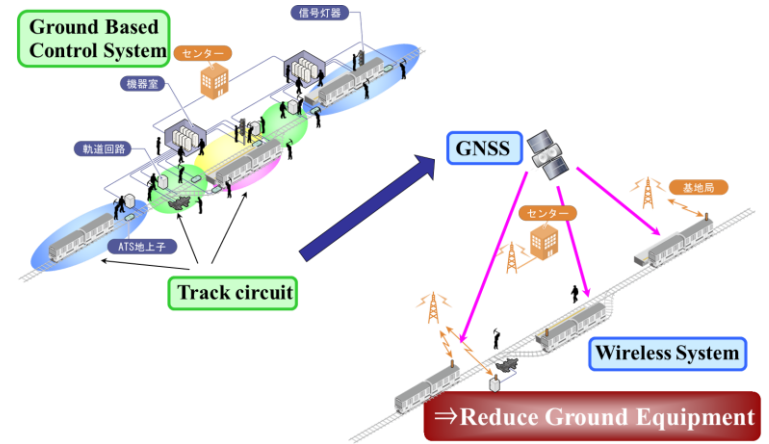 Ground Based
Control System
信号灯器
センター
機器室
軌道回路
ATS地上子
Track circuit
GNSS
基地局
センター
Wireless System
⇒Reduce Ground Equipment